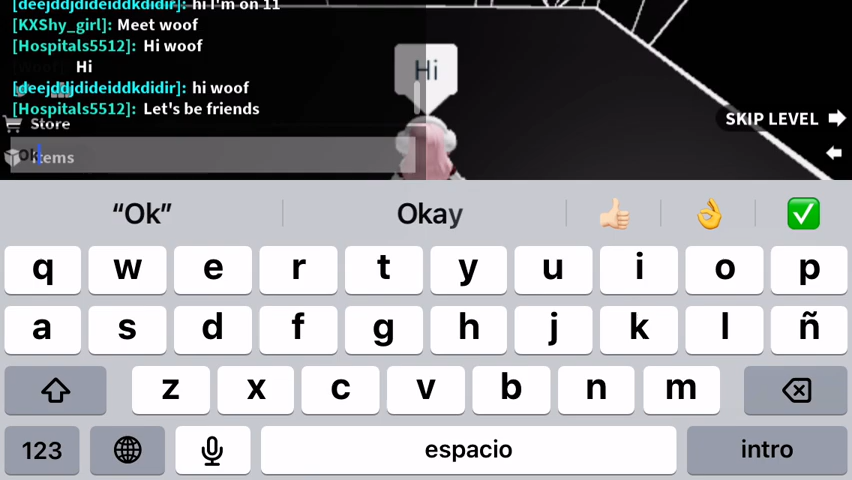 [deejddjdideiddkdidir]: hi I'm on 11
[KXShy_girl]: Meet woof
[Hospitals5512]: Hi woof
Hi
[deejddjdideiddkdidir]: hi woof
[Hospitals5512]: Let's be friends
Hi
Store
SKIP LEVEL
Ok
Items
“Ok”
Okay
q w e r t y u i o p
a s d f g h j k l ñ
z x c v b n m
123
espacio
intro